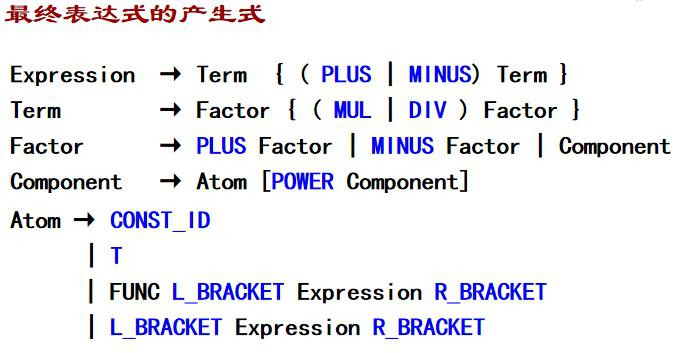 最终表达式的产生式
Expression → Term { ( PLUS | MINUS) Term }
Term → Factor { ( MUL | DIV ) Factor }
Factor → PLUS Factor | MINUS Factor | Component
Component → Atom [POWER Component]
Atom → CONST_ID
| T
| FUNC L_BRACKET Expression R_BRACKET
| L_BRACKET Expression R_BRACKET